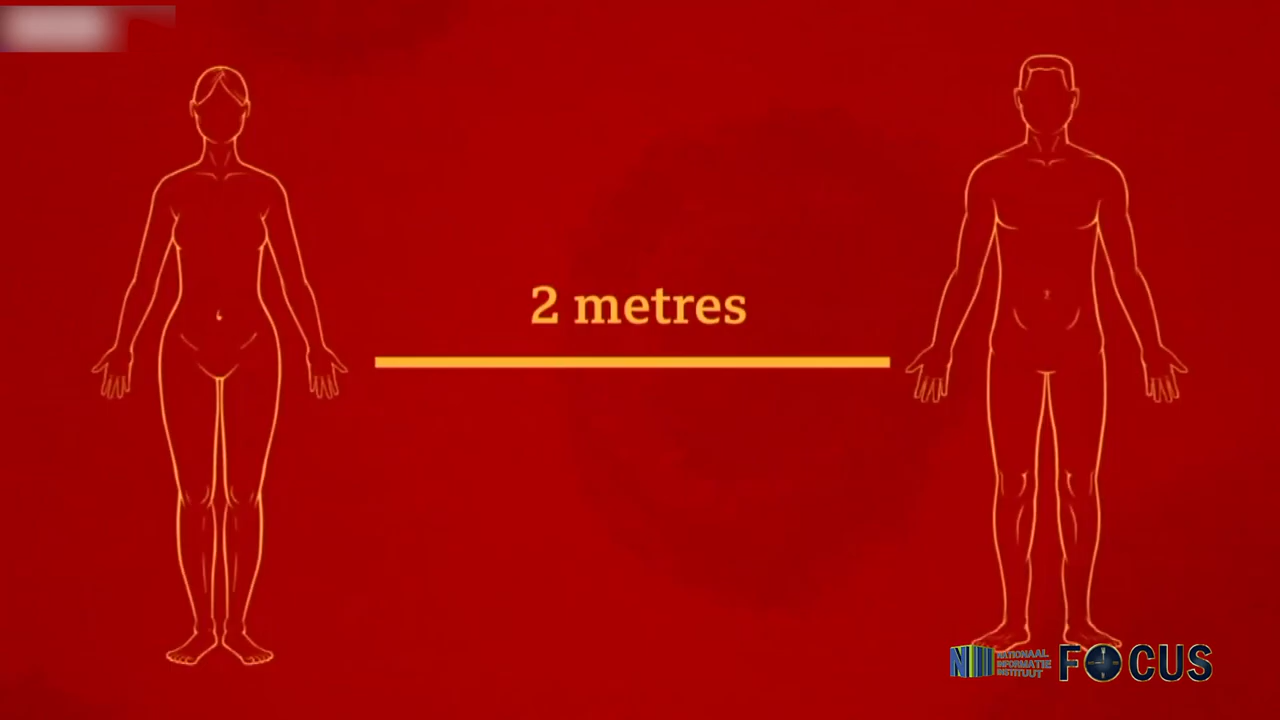 2 metres
NATIONAAL
INFORMATIE
INSTITUUT
FOCUS